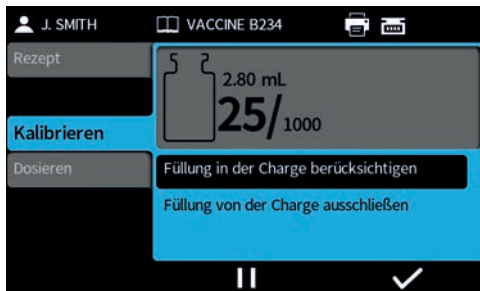 J. SMITH
VACCINE B234
Rezept
Kalibrieren
Dosieren
2.80 mL
25/1000
Füllung in der Charge berücksichtigen
Füllung von der Charge ausschließen